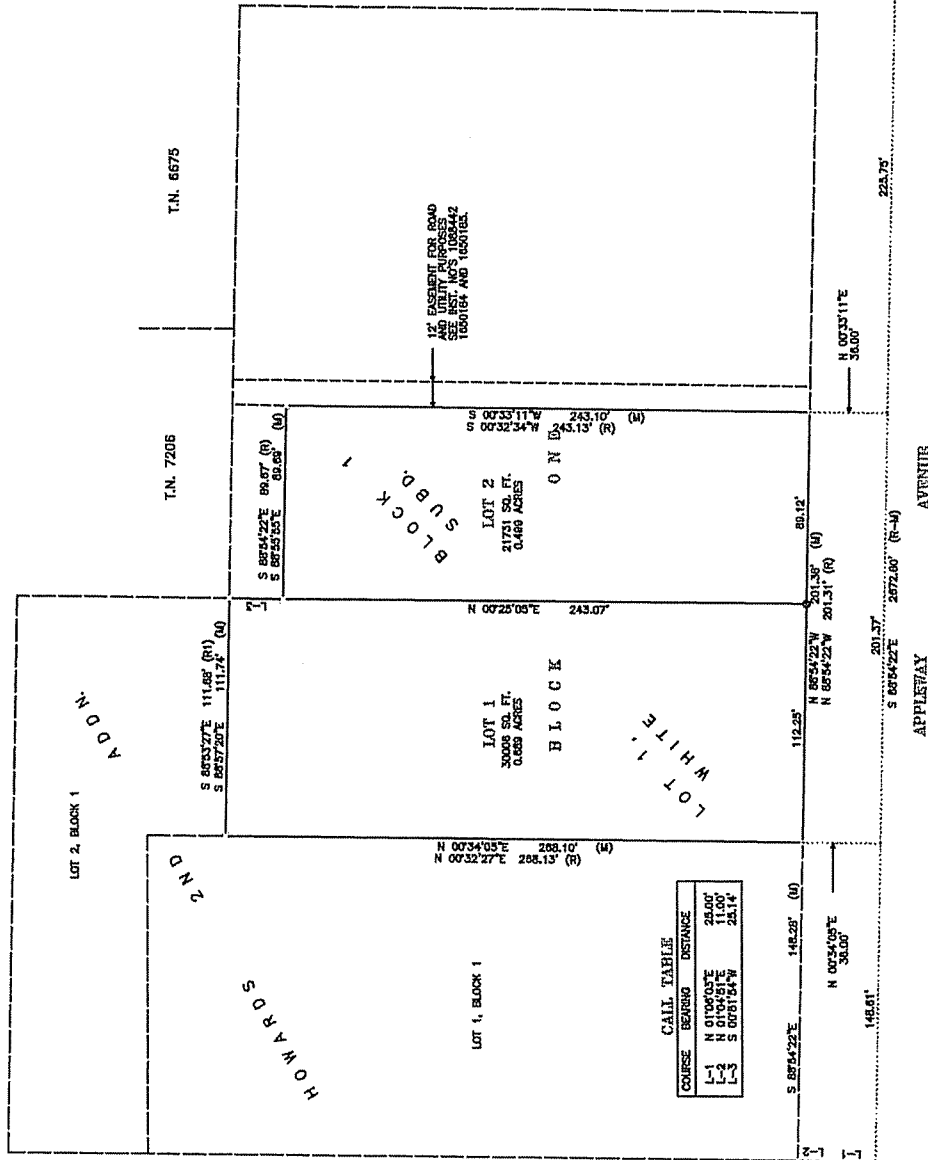 T.N. 6675
T.N. 7206
12' EASEMENT FOR ROAD
AND UTILITY PURPOSES
SEE INST. NO'S 1088442
1650164 AND 1650165.
LOT 2, BLOCK 1
HOWARDS 2ND ADDN.
S 88°53'27"E 111.68' (R1)
S 88°57'20"E 111.74' (M)
S 88°54'22"E 89.67' (R)
S 88°55'55"E 89.69' (M)
L-3
S 00°33'11"W 243.10' (M)
S 00°32'34"W 243.13' (R)
BLOCK 1
SUBD.
LOT 2
21731 SQ. FT.
0.499 ACRES
ONE
N 00°25'05"E 243.07'
LOT 1
30008 SQ. FT.
0.689 ACRES
BLOCK
LOT 1,
WHITE
N 00°34'05"E 268.10' (M)
N 00°32'27"E 268.13' (R)
LOT 1, BLOCK 1
CALL TABLE
COURSE BEARING DISTANCE
L-1 N 01°06'03"E 25.00'
L-2 N 01°04'51"E 11.00'
L-3 S 00°51'54"W 25.14'
S 88°54'22"E 148.28' (M)
112.25'
89.12'
N 88°54'22"W 201.38' (M)
N 88°54'22"W 201.31' (R)
L-2
L-1
N 00°34'05"E
36.00'
N 00°33'11"E
36.00'
148.61'
201.37'
225.75'
S 88°54'22"E 2672.60' (R-M)
APPLEWAY AVENUE